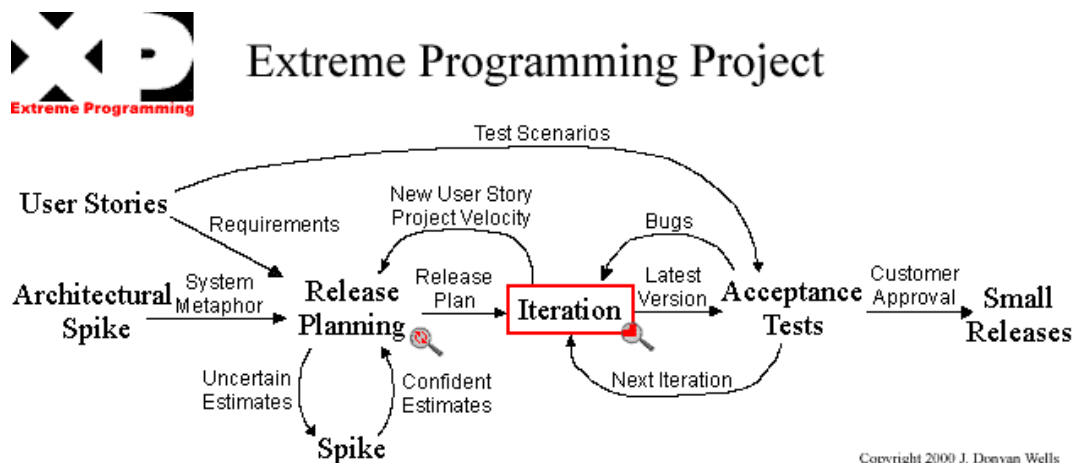 XP
Extreme Programming
Extreme Programming Project
Test Scenarios
User Stories
Requirements
New User Story
Project Velocity
Bugs
Architectural
Spike
System
Metaphor
Release
Planning
Release
Plan
Iteration
Latest
Version
Acceptance
Tests
Customer
Approval
Small
Releases
Uncertain
Estimates
Confident
Estimates
Next Iteration
Spike
Copyright 2000 J. Donvan Wells